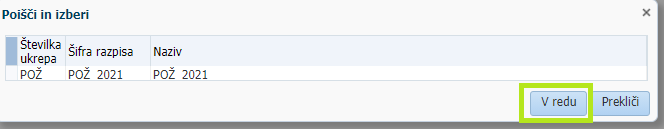 Poišči in izberi
Številka ukrepa Šifra razpisa Naziv
POŽ POŽ_2021 POŽ_2021
V redu Prekliči